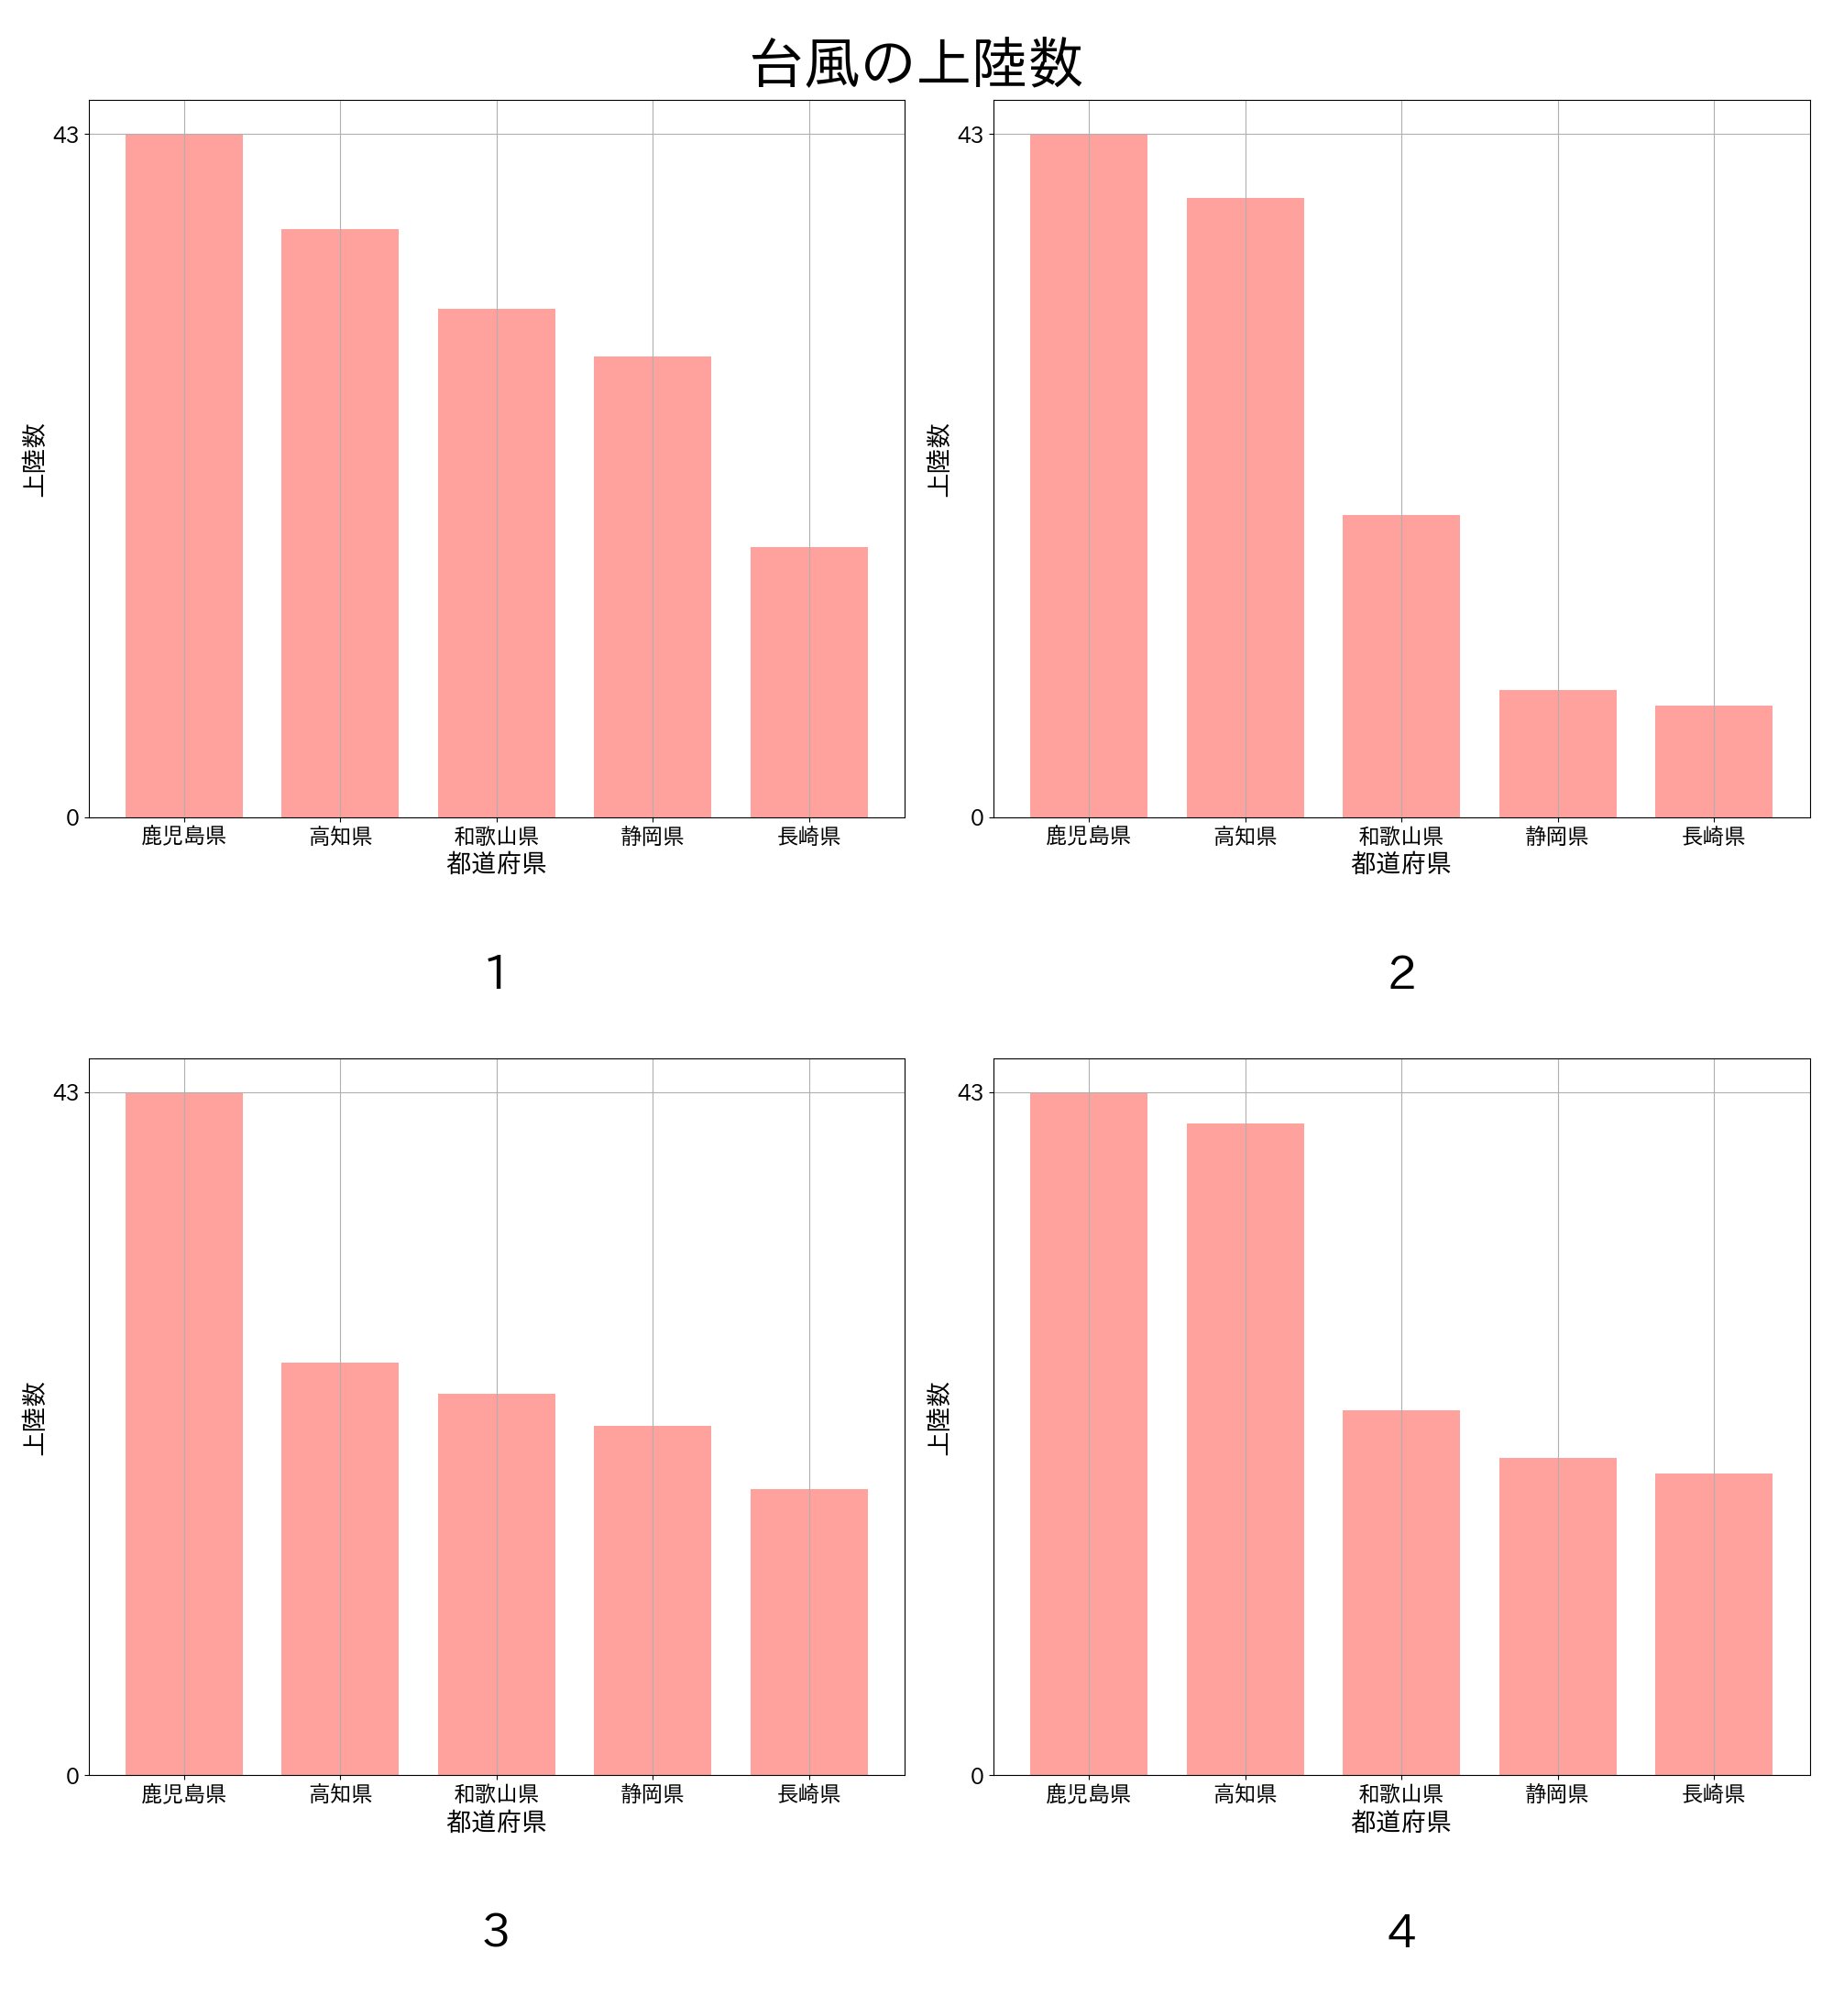 台風の上陸数
43
上陸数
0
鹿児島県 高知県 和歌山県 静岡県 長崎県
都道府県
1
43
上陸数
0
鹿児島県 高知県 和歌山県 静岡県 長崎県
都道府県
2
43
上陸数
0
鹿児島県 高知県 和歌山県 静岡県 長崎県
都道府県
3
43
上陸数
0
鹿児島県 高知県 和歌山県 静岡県 長崎県
都道府県
4